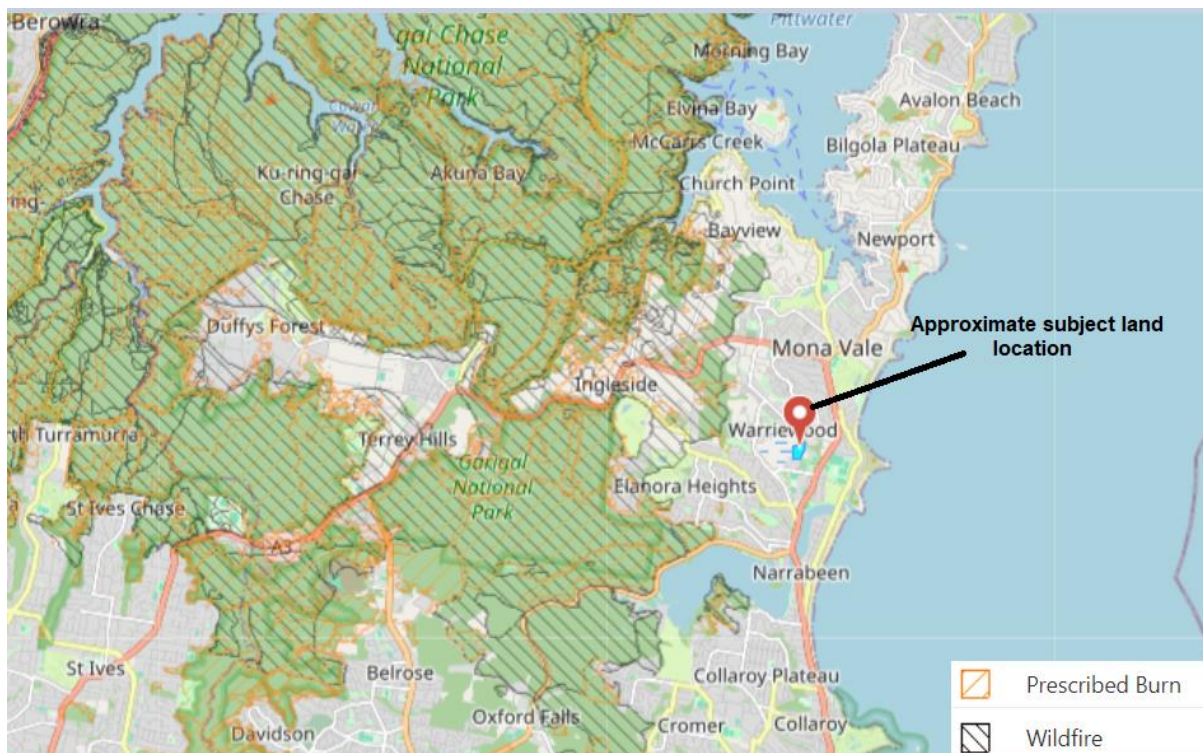 Berowra
Pittwater
gai Chase
National
Park
Morning Bay
Avalon Beach
Elvina Bay
McCarrs Creek
Bilgola Plateau
Ku-ring-gai
Chase
Akuna Bay
Church Point
Bayview
Newport
Duffys Forest
Approximate subject land
location
Mona Vale
Ingleside
Warriewood
Terrey Hills
th Turramurra
Garigal
National
Park
Elanora Heights
St Ives Chase
A3
Narrabeen
St Ives
Belrose
Collaroy Plateau
Oxford Falls
Cromer
Collaroy
Davidson
Prescribed Burn
Wildfire